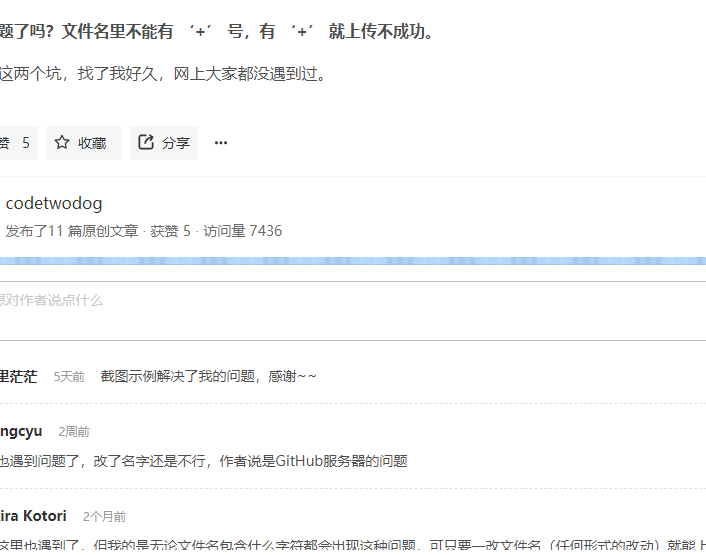 题了吗？文件名里不能有 ‘+’ 号，有 ‘+’ 就上传不成功。
这两个坑，找了我好久，网上大家都没遇到过。
赞 5 收藏 分享 ···
codetwodog
发布了11 篇原创文章 · 获赞 5 · 访问量 7436
想对作者说点什么
里茫茫 5天前 截图示例解决了我的问题，感谢~~
ngcyu 2周前
也遇到问题了，改了名字还是不行，作者说是GitHub服务器的问题
ira Kotori 2个月前
这里也遇到了，但我的是无论文件名包含什么字符都会出现这种问题，可只要一改文件名（任何形式的改动）就能上